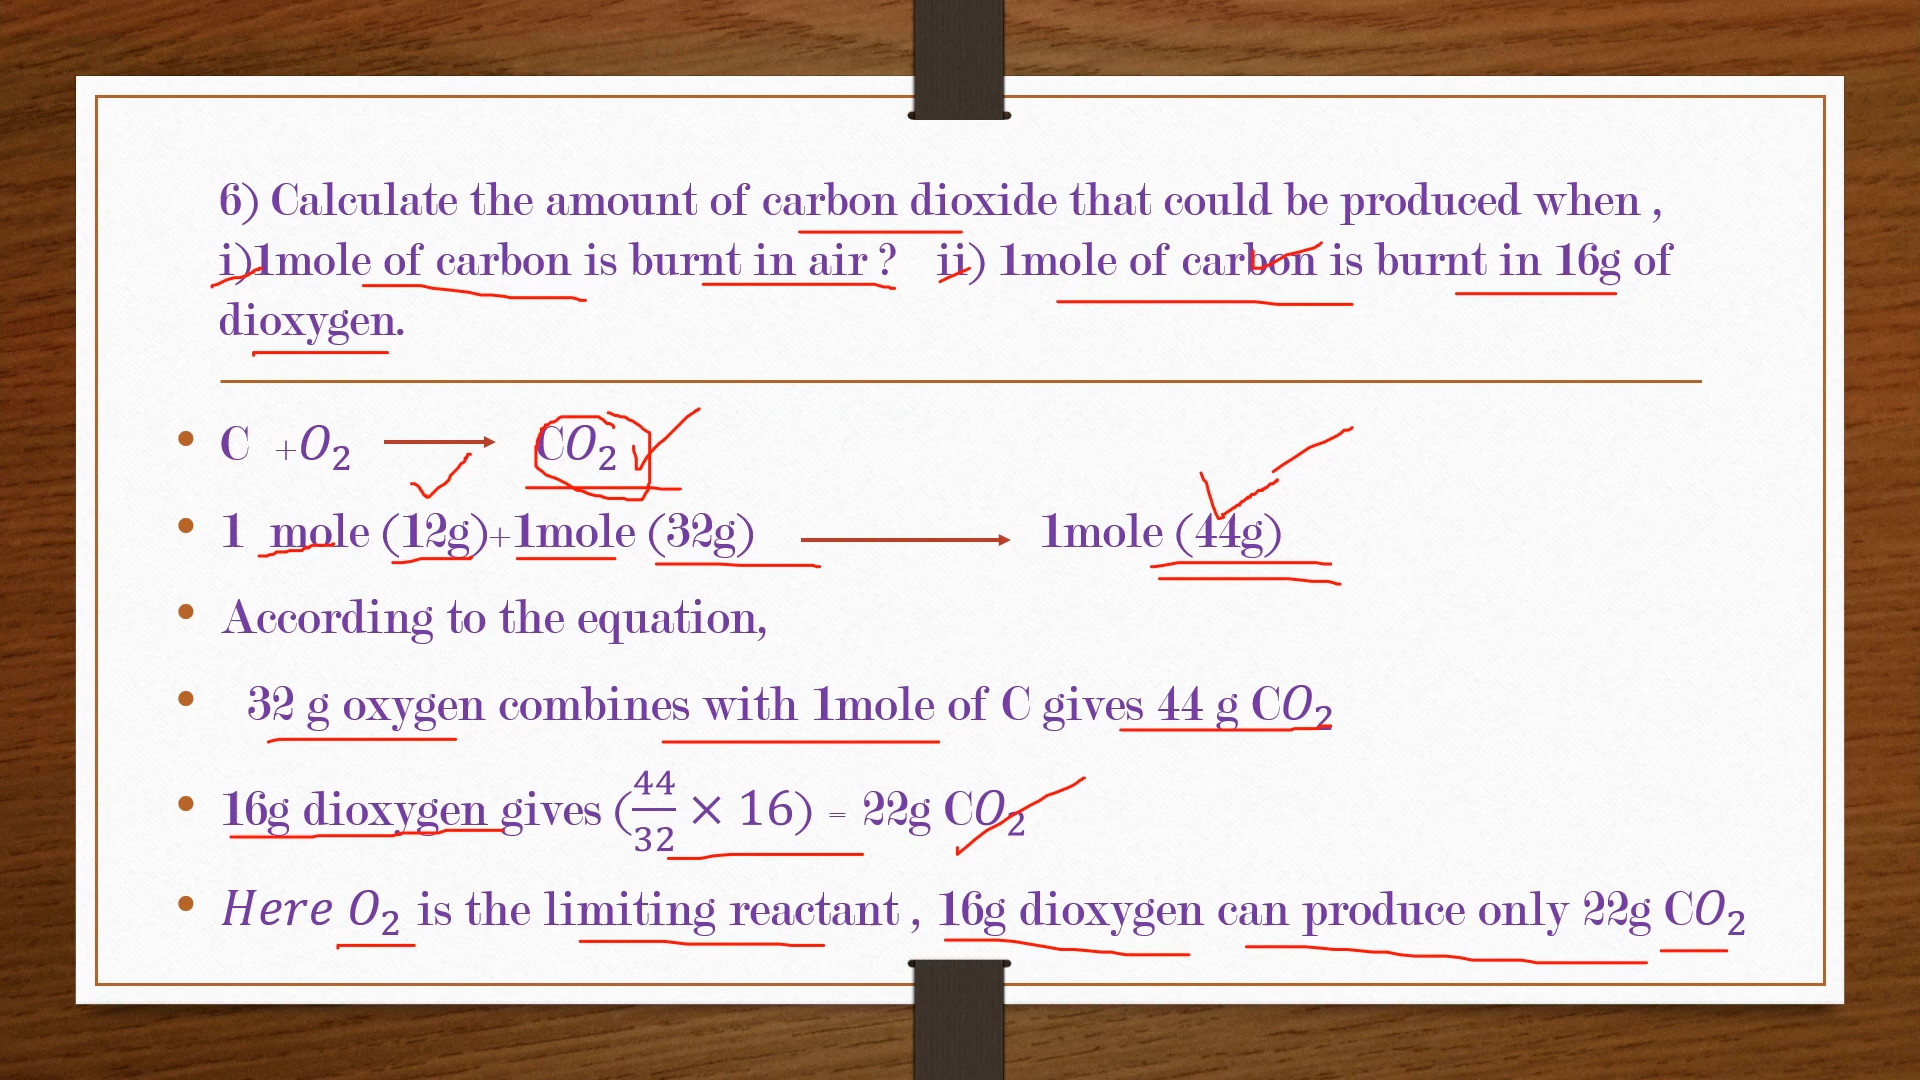 6) Calculate the amount of carbon dioxide that could be produced when ,
i)1mole of carbon is burnt in air ? ii) 1mole of carbon is burnt in 16g of
dioxygen.
• C +O₂ → CO₂
• 1 mole (12g)+1mole (32g) → 1mole (44g)
• According to the equation,
• 32 g oxygen combines with 1mole of C gives 44 g CO₂
• 16g dioxygen gives (44/32 × 16) = 22g CO₂
• Here O₂ is the limiting reactant , 16g dioxygen can produce only 22g CO₂